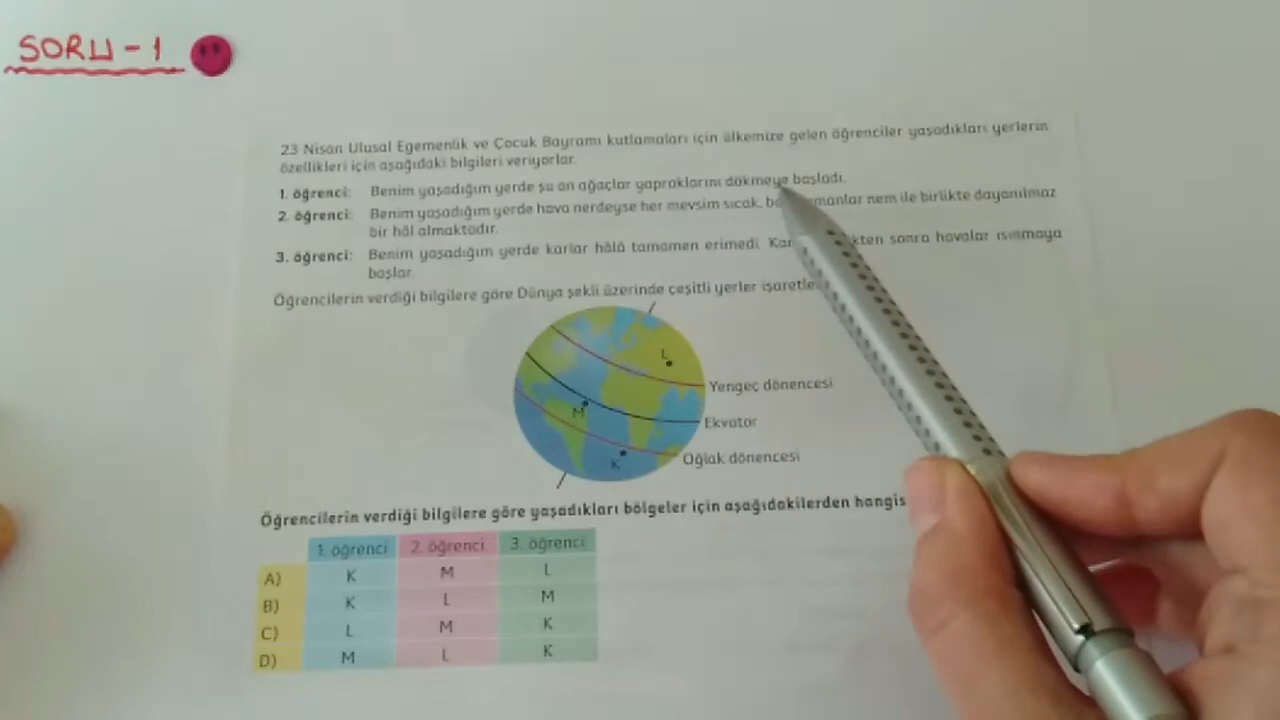 SORU - 1
23 Nisan Ulusal Egemenlik ve Çocuk Bayramı kutlamaları için ülkemize gelen öğrenciler yaşadıkları yerlerin
özellikleri için aşağıdaki bilgileri veriyorlar.
1. öğrenci: Benim yaşadığım yerde şu an ağaçlar yapraklarını dökmeye başladı.
2. öğrenci: Benim yaşadığım yerde hava nerdeyse her mevsim sıcak, nem ile birlikte dayanılmaz
bir hâl almaktadır.
3. öğrenci: Benim yaşadığım yerde karlar hâlâ tamamen erimedi. sonra havalar ısınmaya
başlar.
Öğrencilerin verdiği bilgilere göre Dünya şekli üzerinde çeşitli yerler
L
Yengeç dönencesi
M
Ekvator
K
Oğlak dönencesi
Öğrencilerin verdiği bilgilere göre yaşadıkları bölgeler için aşağıdakilerden
1. öğrenci 2. öğrenci 3. öğrenci
A) K M L
B) K L M
C) L M K
D) M L K